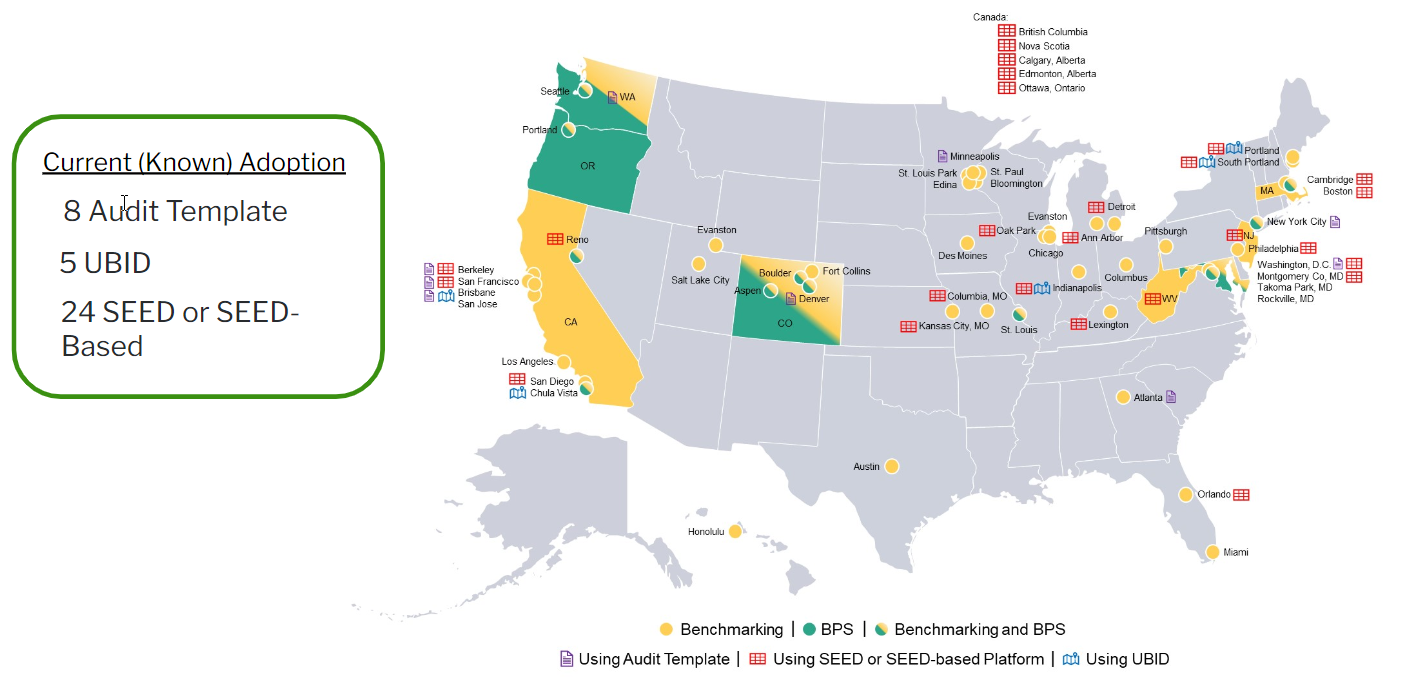 Current (Known) Adoption
8 Audit Template
5 UBID
24 SEED or SEED-
Based
Canada:
British Columbia
Nova Scotia
Calgary, Alberta
Edmonton, Alberta
Ottawa, Ontario
Seattle
WA
Portland
OR
Reno
Berkeley
San Francisco
Brisbane
San Jose
CA
Los Angeles
San Diego
Chula Vista
Evanston
Salt Lake City
Boulder
Fort Collins
Aspen
Denver
CO
Minneapolis
St. Louis Park
St. Paul
Edina
Bloomington
Des Moines
Evanston
Oak Park
Chicago
Detroit
Ann Arbor
Columbia, MO
Kansas City, MO
St. Louis
Indianapolis
Columbus
Lexington
Pittsburgh
WV
Portland
South Portland
MA
Cambridge
Boston
New York City
NJ
Philadelphia
Washington, D.C.
Montgomery Co, MD
Takoma Park, MD
Rockville, MD
Atlanta
Austin
Orlando
Miami
Honolulu
Benchmarking | BPS | Benchmarking and BPS
Using Audit Template | Using SEED or SEED-based Platform | Using UBID